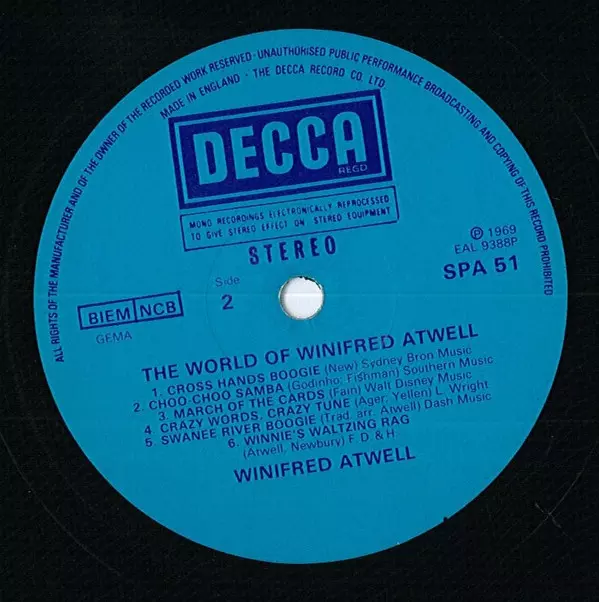 ALL RIGHTS OF THE MANUFACTURER AND OF THE OWNER OF THE RECORDED WORK RESERVED · UNAUTHORISED PUBLIC PERFORMANCE BROADCASTING AND COPYING OF THIS RECORD PROHIBITED
MADE IN ENGLAND · THE DECCA RECORD CO. LTD.
DECCA
REGD
MONO RECORDINGS ELECTRONICALLY REPROCESSED
TO GIVE STEREO EFFECT ON STEREO EQUIPMENT
STEREO
℗ 1969
EAL 9388P
SPA 51
Side
2
BIEM NCB
GEMA
THE WORLD OF WINIFRED ATWELL
1. CROSS HANDS BOOGIE (New) Sydney Bron Music
2. CHOO-CHOO SAMBA (Godinho; Fishman) Southern Music
3. MARCH OF THE CARDS (Fain) Walt Disney Music
4. CRAZY WORDS, CRAZY TUNE (Ager, Yellen) L. Wright
5. SWANEE RIVER BOOGIE (Trad. arr. Atwell) Dash Music
6. WINNIE'S WALTZING RAG
(Atwell, Newbury) F. D. & H.
WINIFRED ATWELL